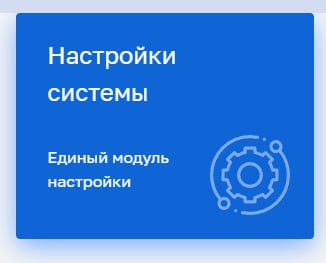 Настройки
системы
Единый модуль
настройки